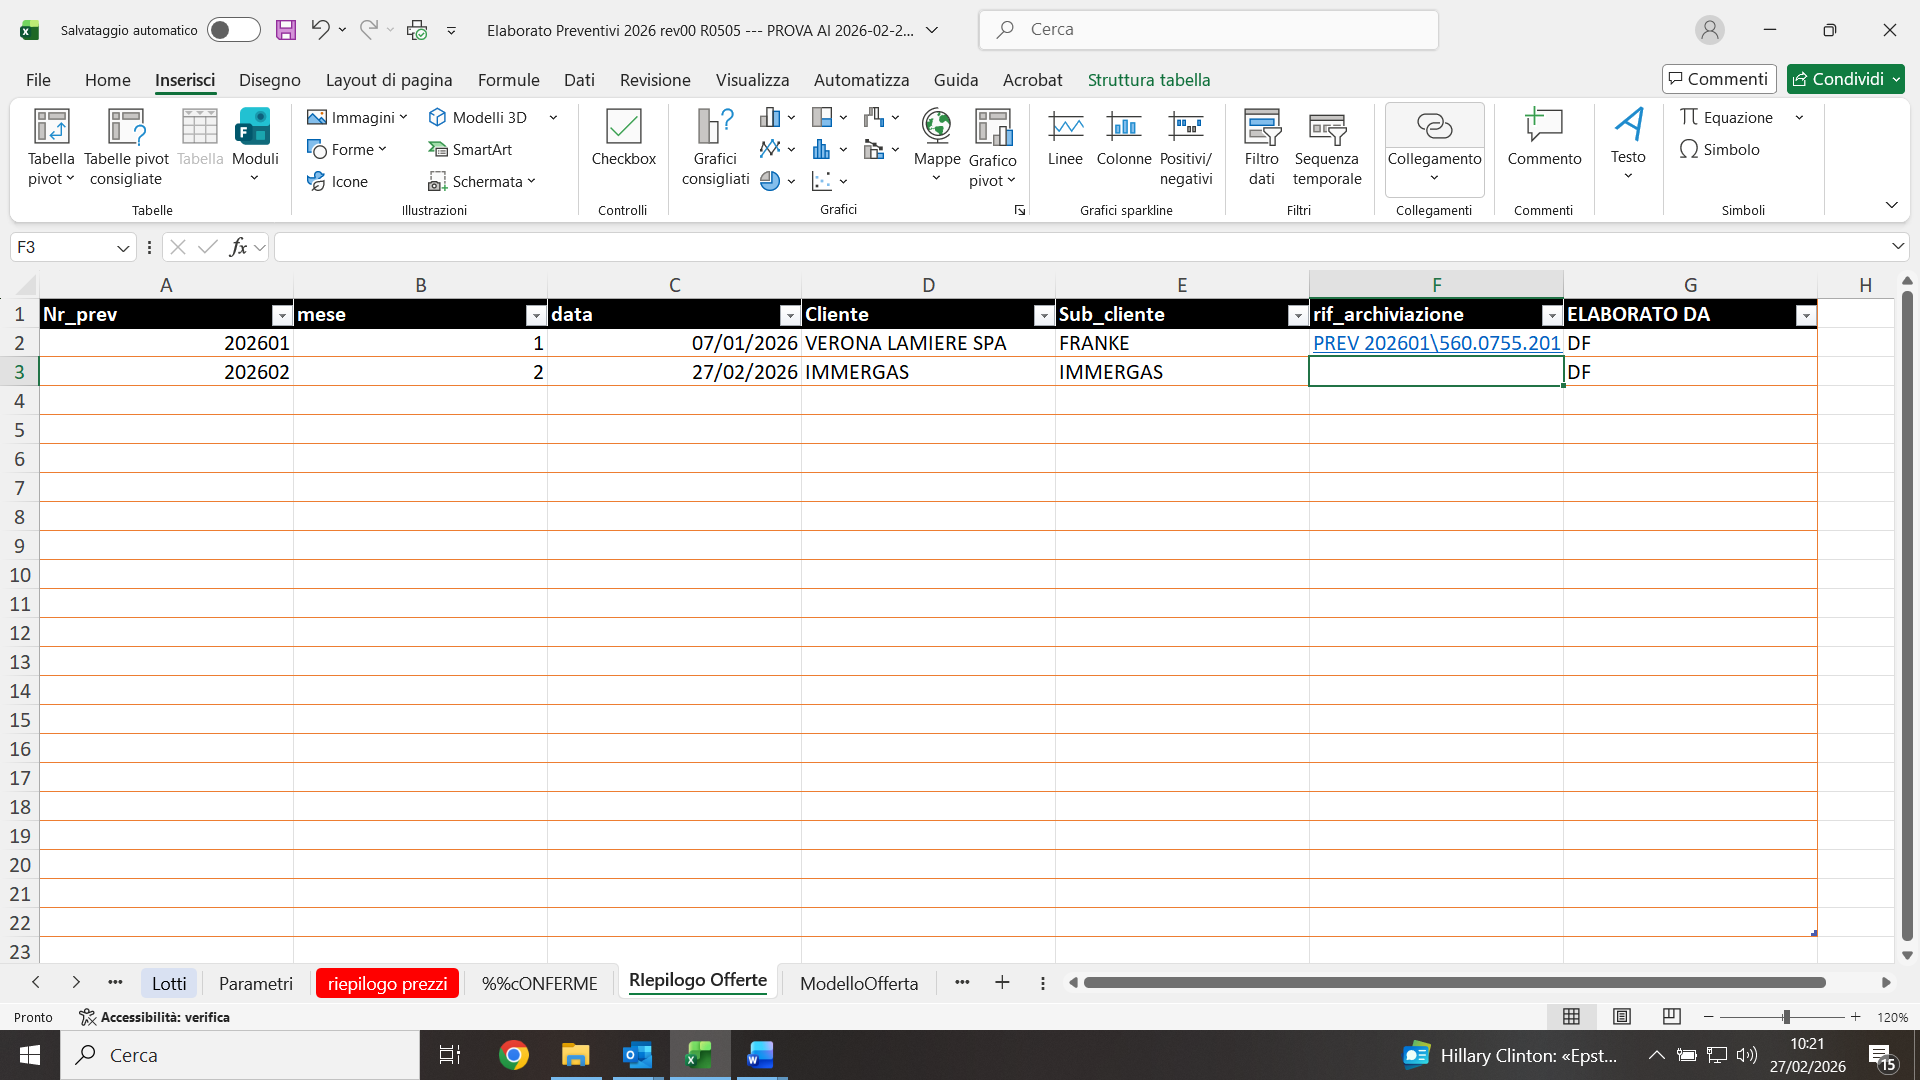 Salvataggio automatico
Elaborato Preventivi 2026 rev00 R0505 --- PROVA AI 2026-02-2...
Cerca
File Home Inserisci Disegno Layout di pagina Formule Dati Revisione Visualizza Automatizza Guida Acrobat Struttura tabella
Commenti
Condividi
Tabella pivot
Tabelle pivot consigliate
Tabella
Moduli
Tabelle
Immagini
Forme
Icone
Modelli 3D
SmartArt
Schermata
Illustrazioni
Checkbox
Controlli
Grafici consigliati
Mappe
Grafico pivot
Grafici
Linee
Colonne
Positivi/ negativi
Grafici sparkline
Filtro dati
Sequenza temporale
Filtri
Collegamento
Collegamenti
Commento
Commenti
Testo
Equazione
Simbolo
Simboli
F3
fx
A B C D E F G H
1 Nr_prev mese data Cliente Sub_cliente rif_archiviazione ELABORATO DA
2 202601 1 07/01/2026 VERONA LAMIERE SPA FRANKE PREV 202601\560.0755.201 DF
3 202602 2 27/02/2026 IMMERGAS IMMERGAS DF
4
5
6
7
8
9
10
11
12
13
14
15
16
17
18
19
20
21
22
23
Lotti Parametri riepilogo prezzi %%cONFERME RIepilogo Offerte ModelloOfferta
Pronto
Accessibilità: verifica
120%
Cerca
Hillary Clinton: «Epst...
10:21
27/02/2026
15